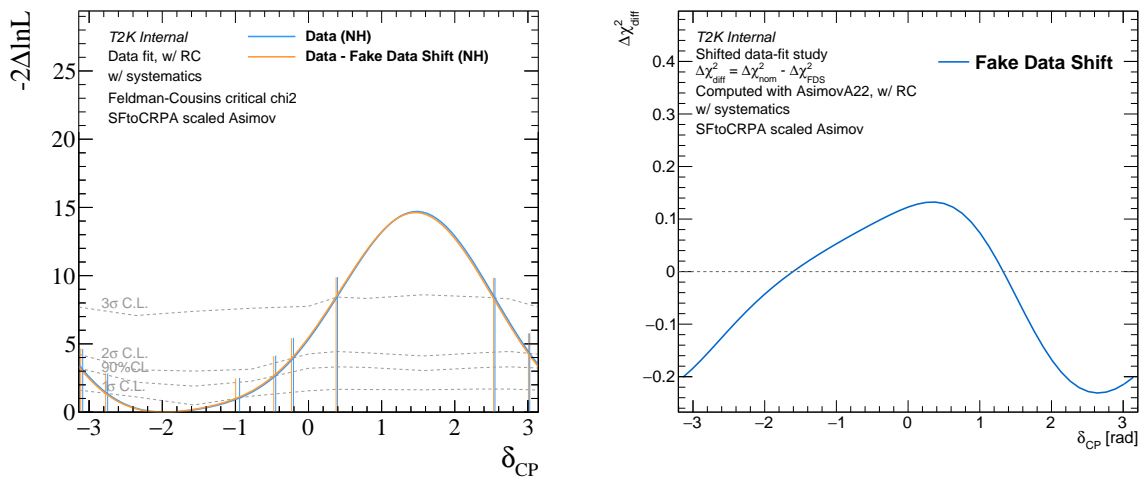 -2ΔlnL
T2K Internal
Data fit, w/ RC
w/ systematics
Feldman-Cousins critical chi2
SFtoCRPA scaled Asimov
Data (NH)
Data - Fake Data Shift (NH)
25
20
15
10
5
0
3σ C.L.
2σ C.L.
90%CL
1σ C.L.
−3 −2 −1 0 1 2 3
δCP
Δχ²diff
T2K Internal
Shifted data-fit study
Δχ²diff = Δχ²nom - Δχ²FDS
Computed with AsimovA22, w/ RC
w/ systematics
SFtoCRPA scaled Asimov
Fake Data Shift
0.4
0.3
0.2
0.1
0
−0.1
−0.2
−3 −2 −1 0 1 2 3
δCP [rad]